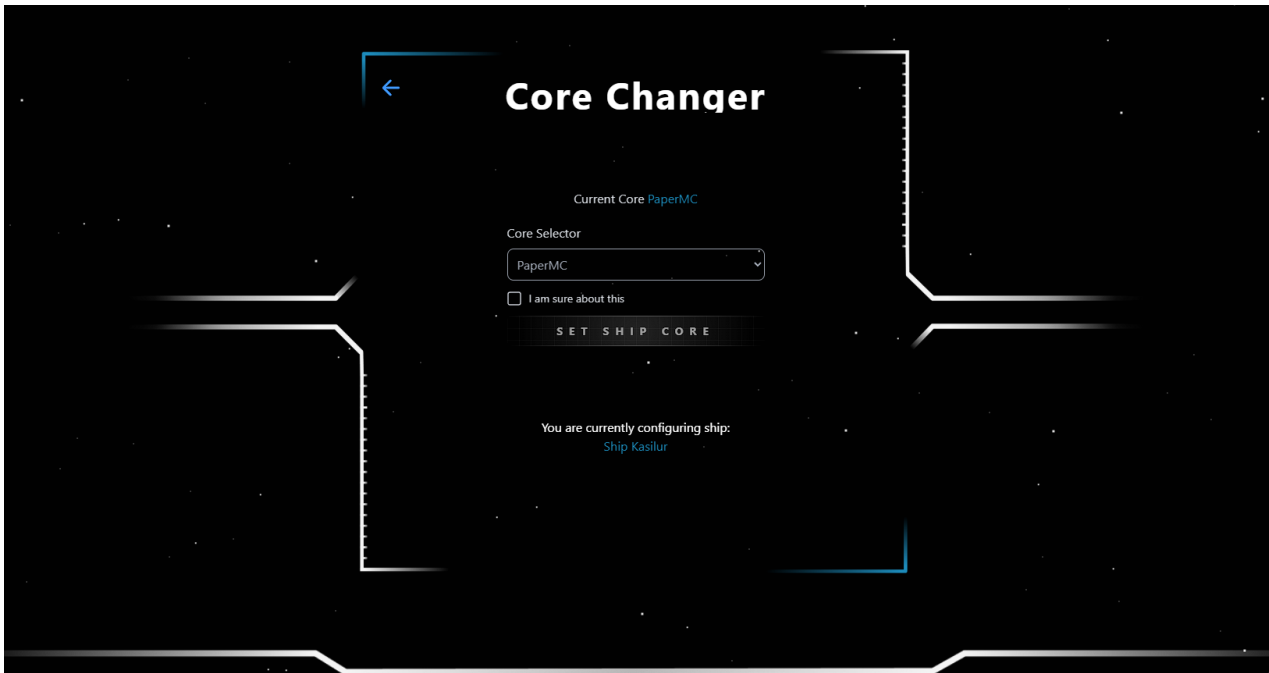 Core Changer
Current Core PaperMC
Core Selector
PaperMC
I am sure about this
SET SHIP CORE
You are currently configuring ship:
Ship Kasilur